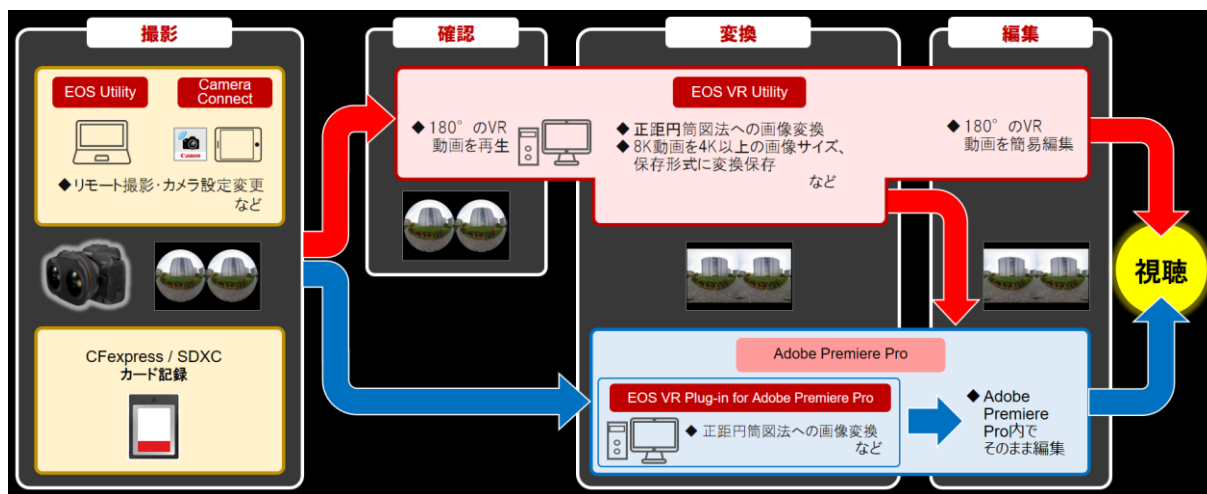 撮影
確認
変換
編集
EOS Utility
Camera
Connect
Canon
◆リモート撮影・カメラ設定変更
など
CFexpress / SDXC
カード記録
EOS VR Utility
◆180°のVR
動画を再生
◆正距円筒図法への画像変換
◆8K動画を4K以上の画像サイズ、
保存形式に変換保存
など
◆180°のVR
動画を簡易編集
Adobe Premiere Pro
EOS VR Plug-in for Adobe Premiere Pro
◆正距円筒図法への画像変換
など
◆Adobe
Premiere
Pro内で
そのまま編集
視聴